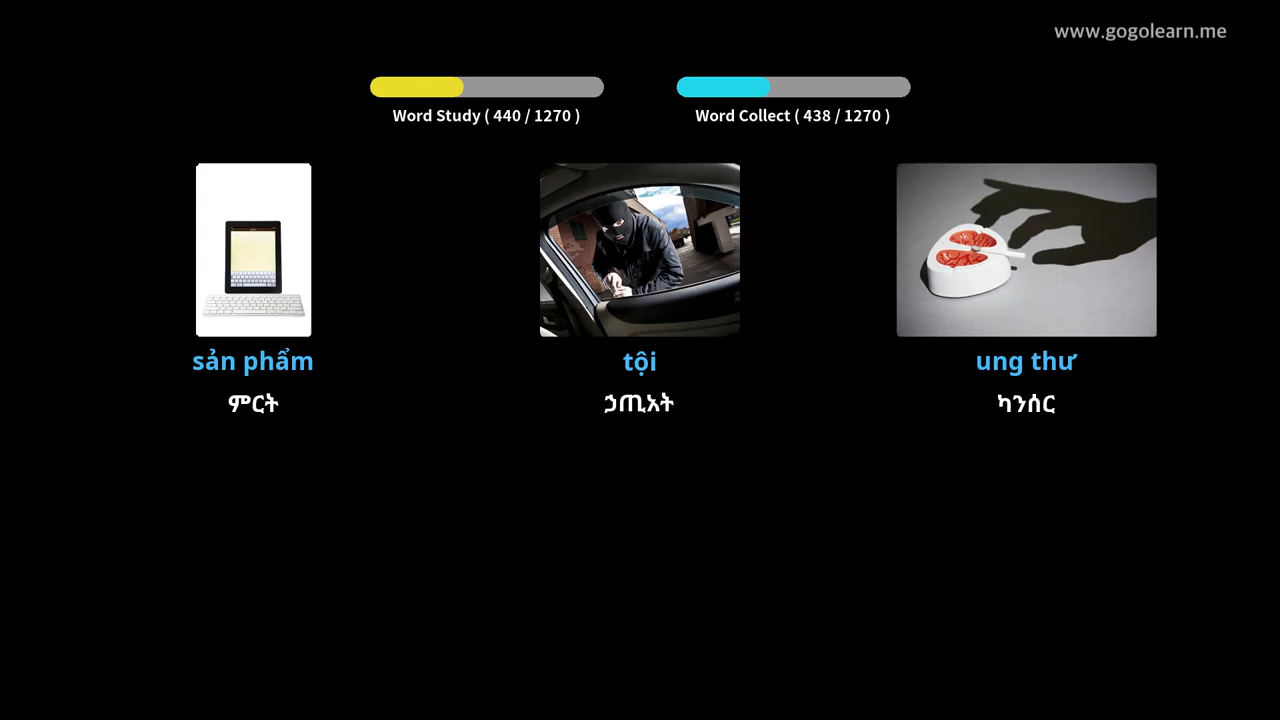 www.gogolearn.me
Word Study ( 440 / 1270 )
Word Collect ( 438 / 1270 )
sản phẩm
tội
ung thư
ምርት
ኃጢአት
ካንሰር